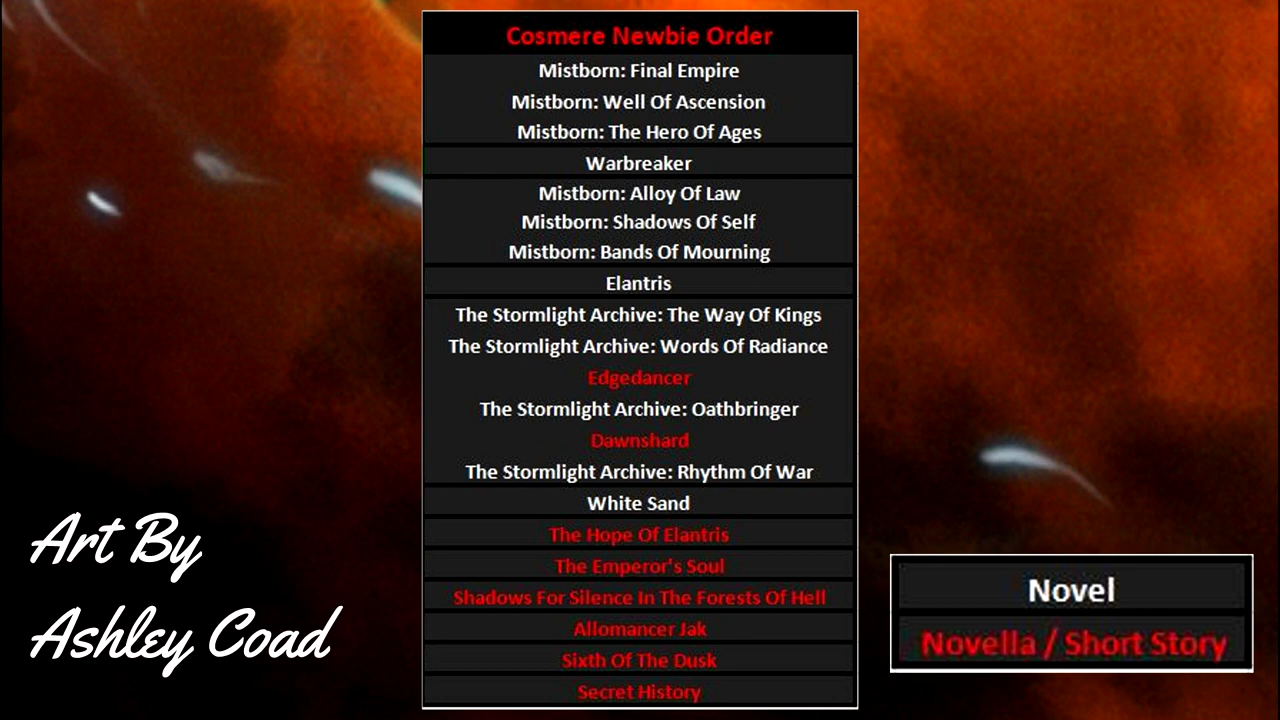 Cosmere Newbie Order
Mistborn: Final Empire
Mistborn: Well Of Ascension
Mistborn: The Hero Of Ages
Warbreaker
Mistborn: Alloy Of Law
Mistborn: Shadows Of Self
Mistborn: Bands Of Mourning
Elantris
The Stormlight Archive: The Way Of Kings
The Stormlight Archive: Words Of Radiance
Edgedancer
The Stormlight Archive: Oathbringer
Dawnshard
The Stormlight Archive: Rhythm Of War
White Sand
The Hope Of Elantris
The Emperor's Soul
Shadows For Silence In The Forests Of Hell
Allomancer Jak
Sixth Of The Dusk
Secret History
Art By
Ashley Coad
Novel
Novella / Short Story